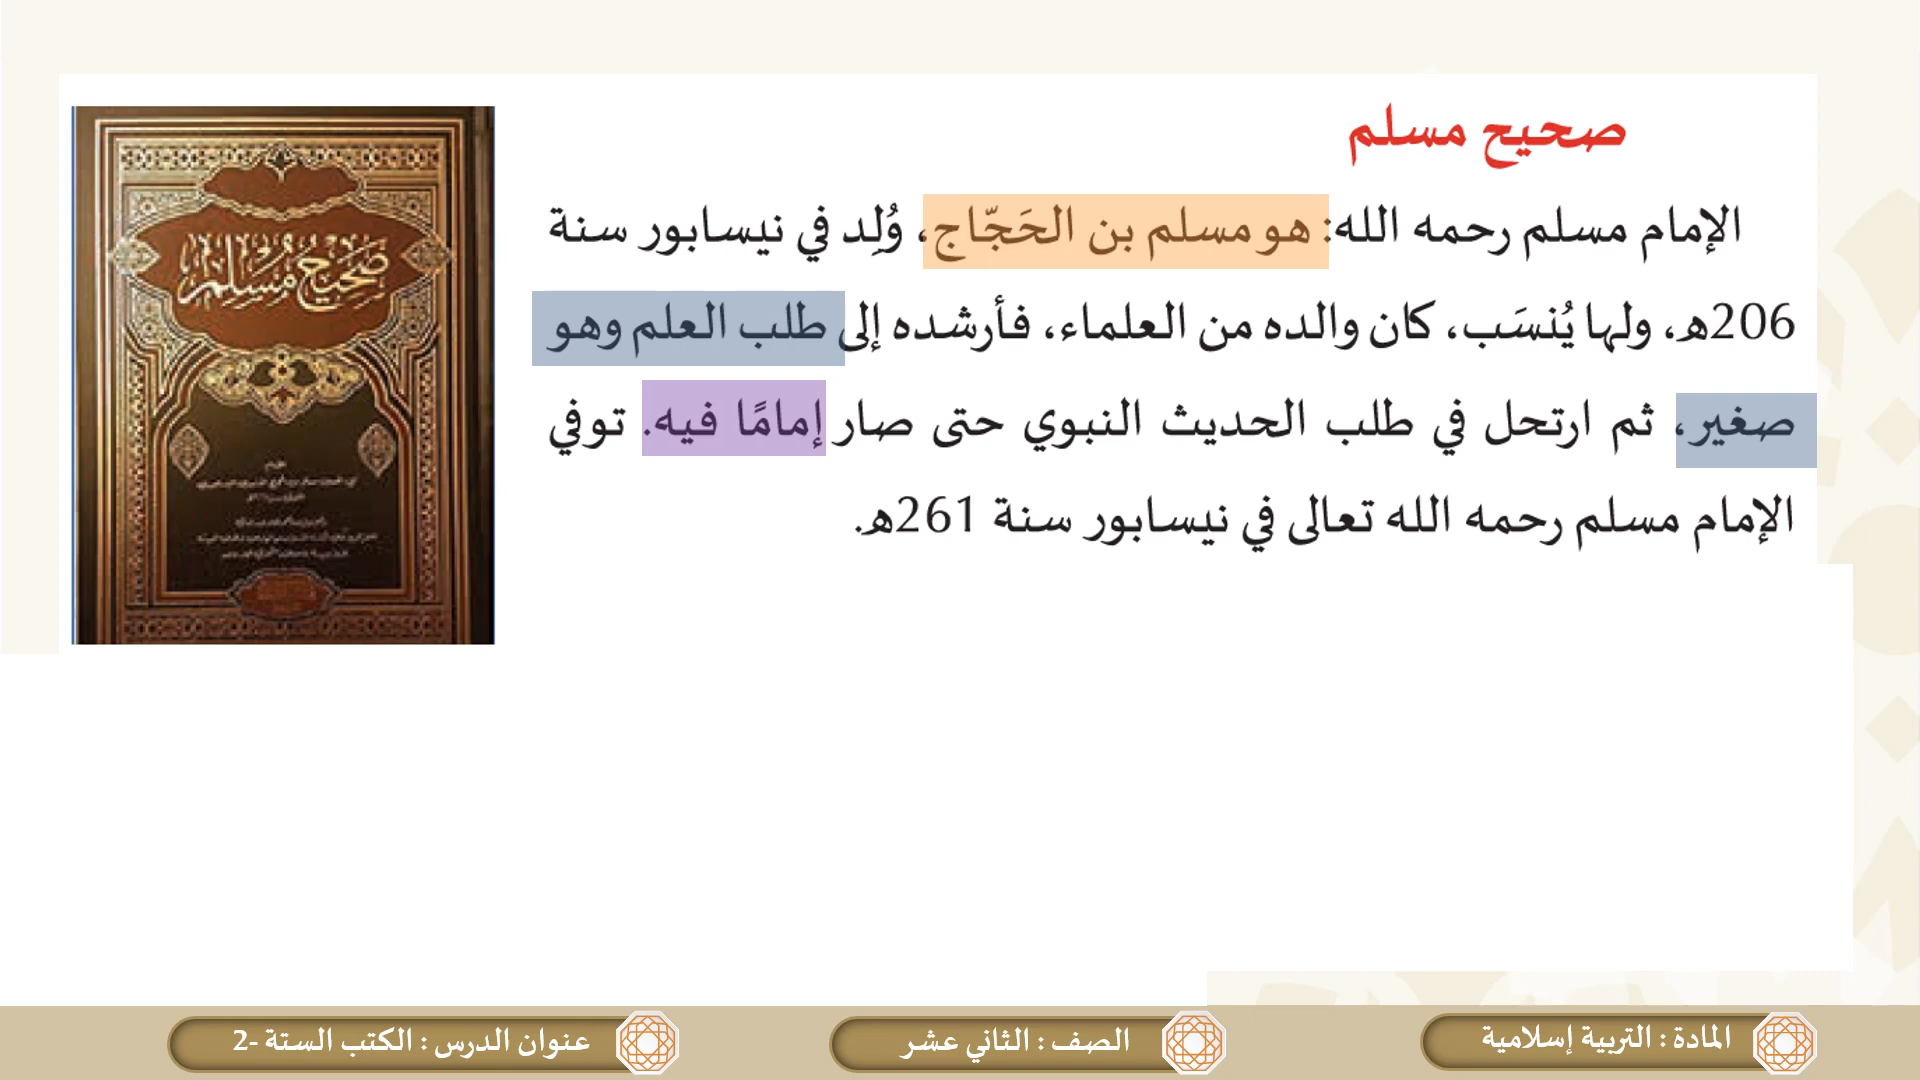 صحيح مسلم
الإمام مسلم رحمه الله: هو مسلم بن الحَجّاج، وُلِد في نيسابور سنة
206هـ، ولها يُنسَب، كان والده من العلماء، فأرشده إلى طلب العلم وهو
صغير، ثم ارتحل في طلب الحديث النبوي حتى صار إمامًا فيه. توفي
الإمام مسلم رحمه الله تعالى في نيسابور سنة 261هـ.
صَحِيحُ مُسْلِم
المادة : التربية إسلامية
الصف : الثاني عشر
عنوان الدرس : الكتب الستة -2